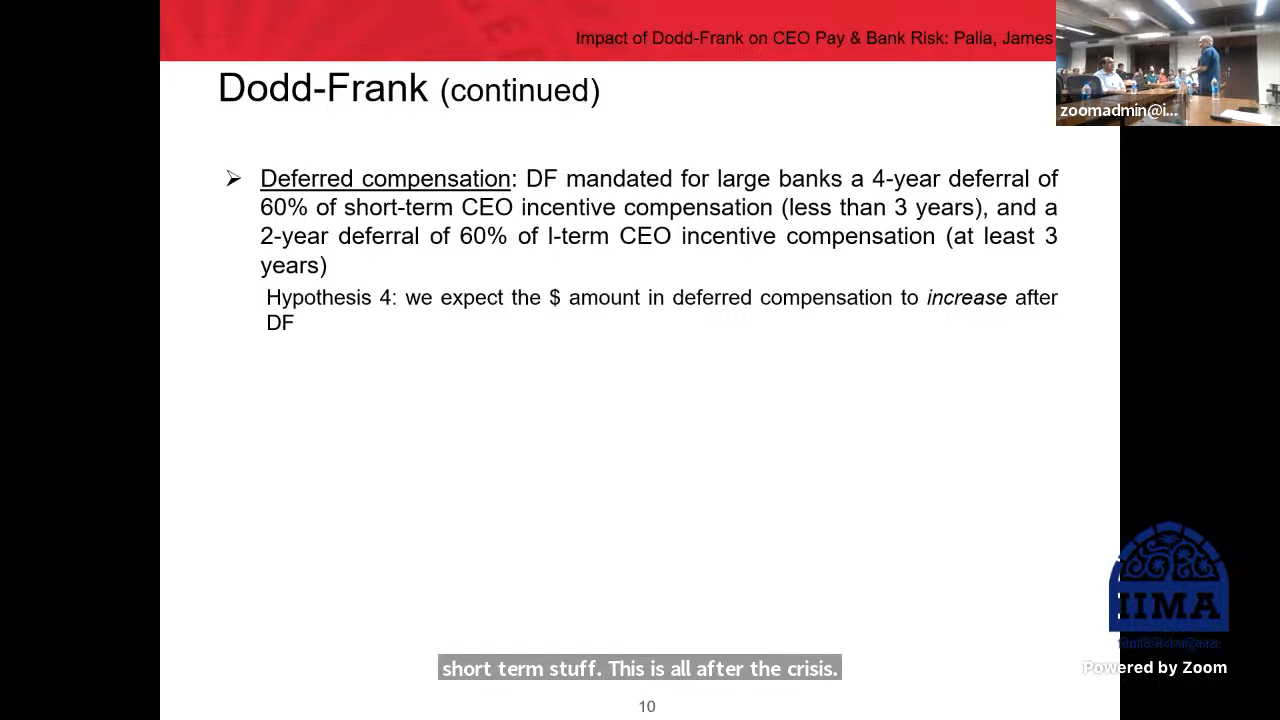 Impact of Dodd-Frank on CEO Pay & Bank Risk: Palia, James
zoomadmin@i...
Dodd-Frank (continued)
➢ Deferred compensation: DF mandated for large banks a 4-year deferral of
60% of short-term CEO incentive compensation (less than 3 years), and a
2-year deferral of 60% of l-term CEO incentive compensation (at least 3
years)
Hypothesis 4: we expect the $ amount in deferred compensation to increase after
DF
IIMA
Powered by Zoom
short term stuff. This is all after the crisis.
10